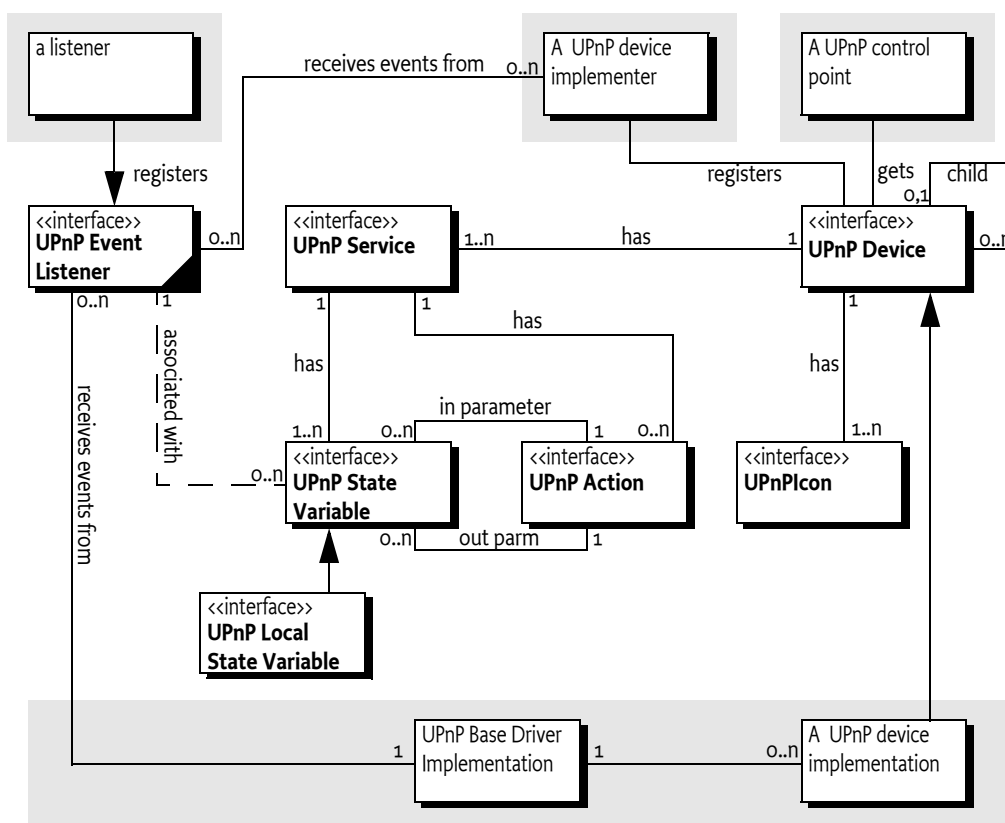 a listener
receives events from
0..n
A UPnP device
implementer
A UPnP control
point
registers
registers
gets
0,1
child
<<interface>>
UPnP Event
Listener
0..n
<<interface>>
UPnP Service
1..n
has
1
<<interface>>
UPnP Device
0..n
0..n
1
1
1
1
has
associated with
has
has
receives events from
in parameter
1..n
0..n
1
0..n
1..n
0..n
<<interface>>
UPnP State
Variable
<<interface>>
UPnP Action
<<interface>>
UPnPIcon
0..n
out parm
1
<<interface>>
UPnP Local
State Variable
1
UPnP Base Driver
Implementation
1
0..n
A UPnP device
implementation